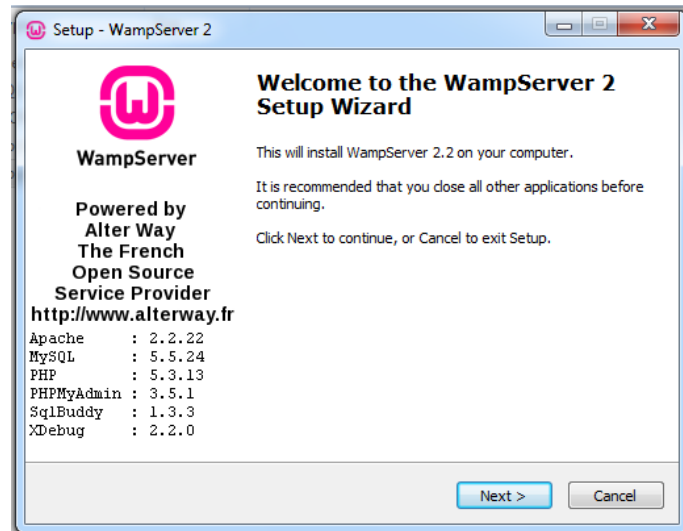 Setup - WampServer 2
WampServer
Powered by
Alter Way
The French
Open Source
Service Provider
http://www.alterway.fr
Apache : 2.2.22
MySQL : 5.5.24
PHP : 5.3.13
PHPMyAdmin : 3.5.1
SqlBuddy : 1.3.3
XDebug : 2.2.0
Welcome to the WampServer 2
Setup Wizard
This will install WampServer 2.2 on your computer.
It is recommended that you close all other applications before
continuing.
Click Next to continue, or Cancel to exit Setup.
Next >
Cancel